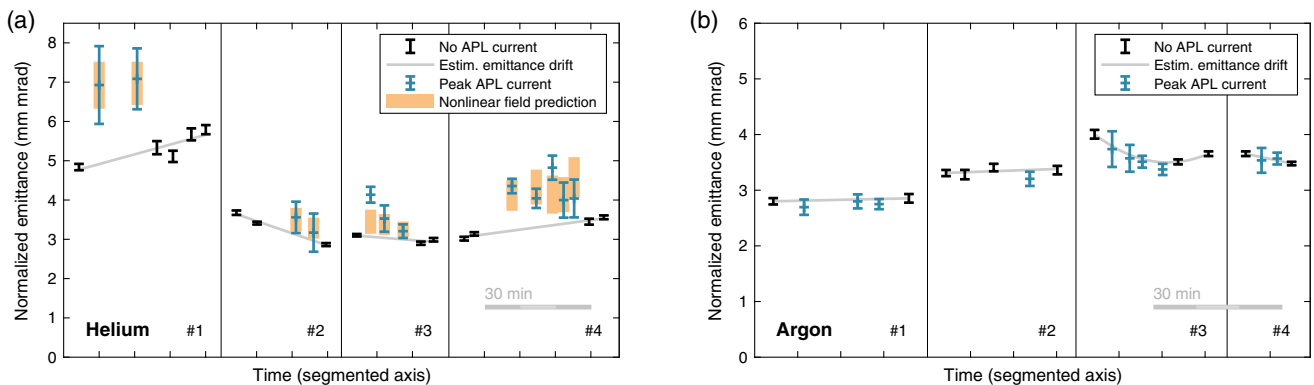 (a)
Normalized emittance (mm mrad)
8
7
6
5
4
3
2
1
0
No APL current
Estim. emittance drift
Peak APL current
Nonlinear field prediction
30 min
Helium #1 #2 #3 #4
Time (segmented axis)
(b)
Normalized emittance (mm mrad)
6
5
4
3
2
1
0
No APL current
Estim. emittance drift
Peak APL current
30 min
Argon #1 #2 #3 #4
Time (segmented axis)